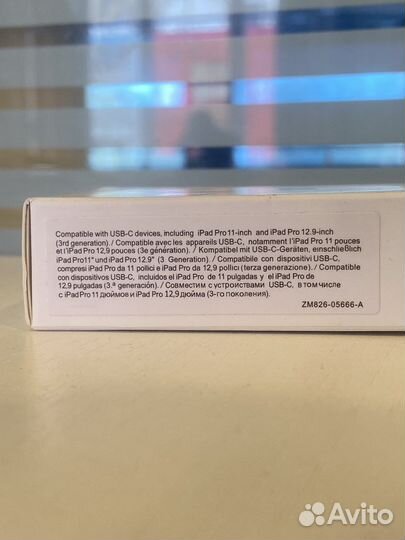 Compatible with USB-C devices, including iPad Pro 11-inch and iPad Pro 12.9-inch
(3rd generation). / Compatible avec les appareils USB-C, notamment l'iPad Pro 11 pouces
et l'iPad Pro 12,9 pouces (3e génération). / Kompatibel mit USB-C-Geräten, einschließlich
iPad Pro 11" und iPad Pro 12.9" (3 Generation). / Compatibile con dispositivi USB-C,
compresi iPad Pro da 11 pollici e iPad Pro da 12,9 pollici (terza generazione). / Compatible
con dispositivos USB-C, incluidos el iPad Pro de 11 pulgadas y el iPad Pro de
12,9 pulgadas (3.ª generación). / Совместим с устройствами USB-C, в том числе
с iPad Pro 11 дюймов и iPad Pro 12,9 дюйма (3-го поколения).
ZM826-05666-A
Avito